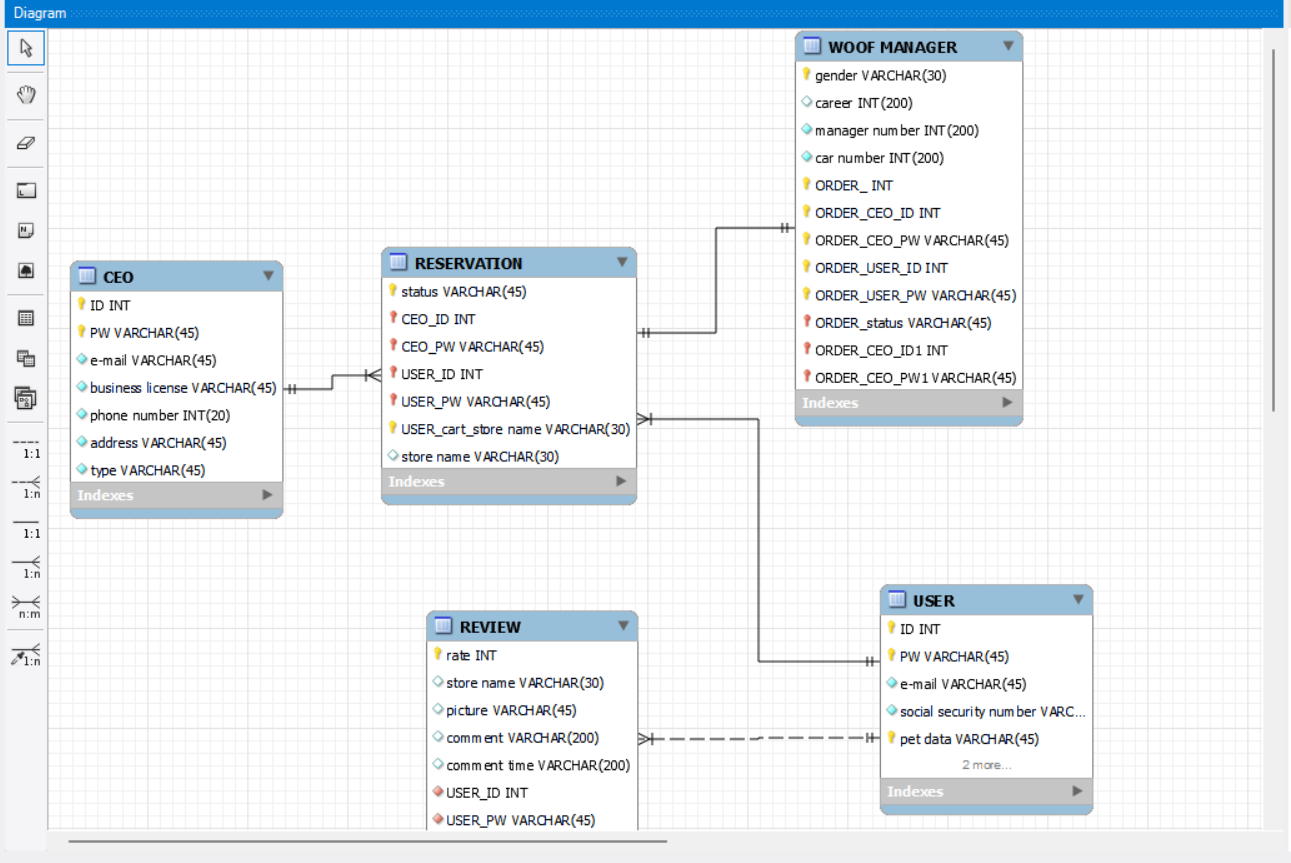 Diagram
WOOF MANAGER
gender VARCHAR(30)
career INT(200)
manager number INT(200)
car number INT(200)
ORDER_ INT
ORDER_CEO_ID INT
ORDER_CEO_PW VARCHAR(45)
ORDER_USER_ID INT
ORDER_USER_PW VARCHAR(45)
ORDER_status VARCHAR(45)
ORDER_CEO_ID1 INT
ORDER_CEO_PW1 VARCHAR(45)
Indexes
CEO
ID INT
PW VARCHAR(45)
e-mail VARCHAR(45)
business license VARCHAR(45)
phone number INT(20)
address VARCHAR(45)
type VARCHAR(45)
Indexes
RESERVATION
status VARCHAR(45)
CEO_ID INT
CEO_PW VARCHAR(45)
USER_ID INT
USER_PW VARCHAR(45)
USER_cart_store name VARCHAR(30)
store name VARCHAR(30)
Indexes
REVIEW
rate INT
store name VARCHAR(30)
picture VARCHAR(45)
comment VARCHAR(200)
comment time VARCHAR(200)
USER_ID INT
USER_PW VARCHAR(45)
USER
ID INT
PW VARCHAR(45)
e-mail VARCHAR(45)
social security number VARC...
pet data VARCHAR(45)
2 more...
Indexes
1:1
1:n
1:1
1:n
n:m
1:n